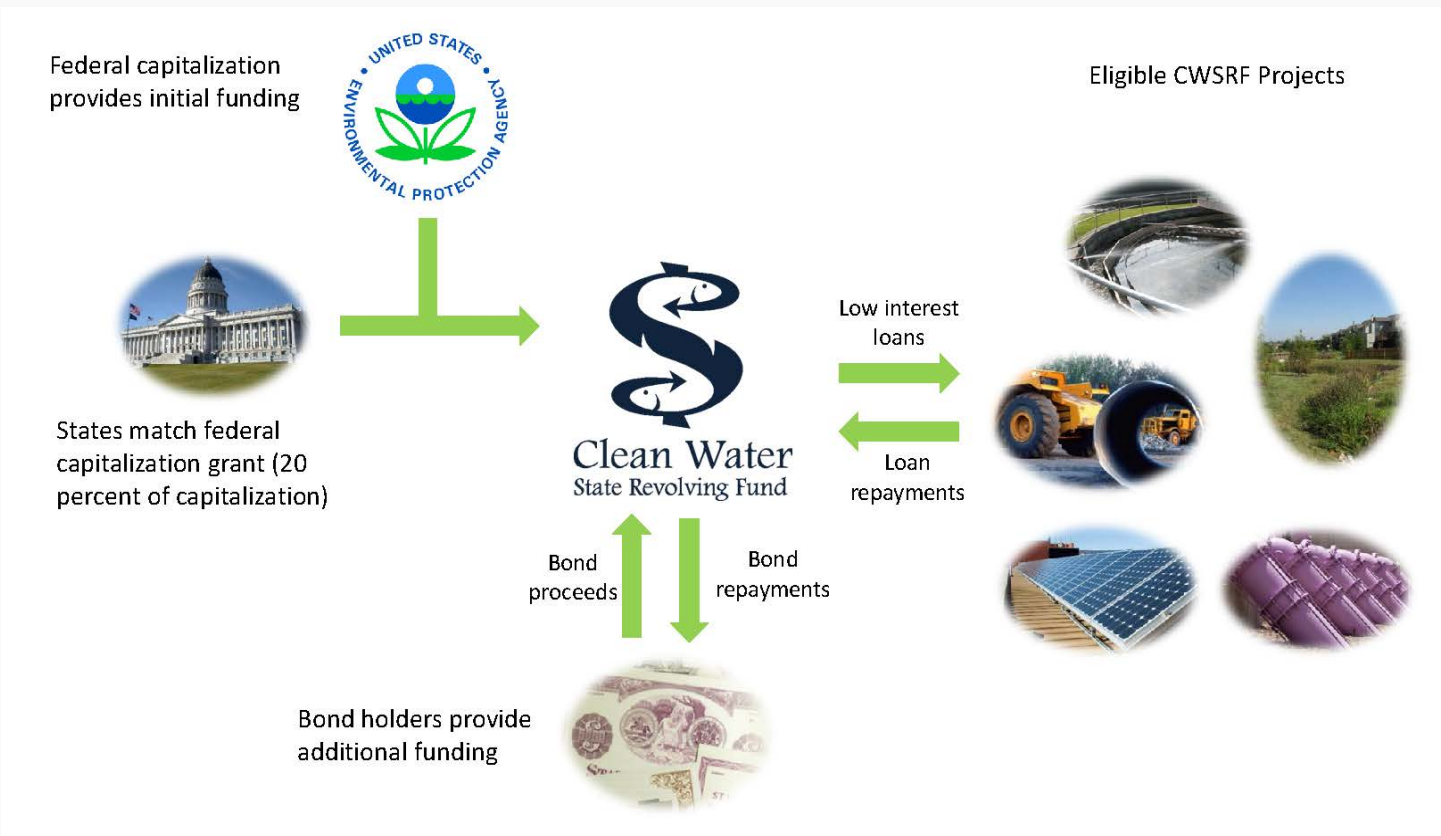 Federal capitalization
provides initial funding
UNITED STATES
ENVIRONMENTAL PROTECTION AGENCY
Eligible CWSRF Projects
States match federal
capitalization grant (20
percent of capitalization)
Clean Water
State Revolving Fund
Low interest
loans
Loan
repayments
Bond
proceeds
Bond
repayments
Bond holders provide
additional funding